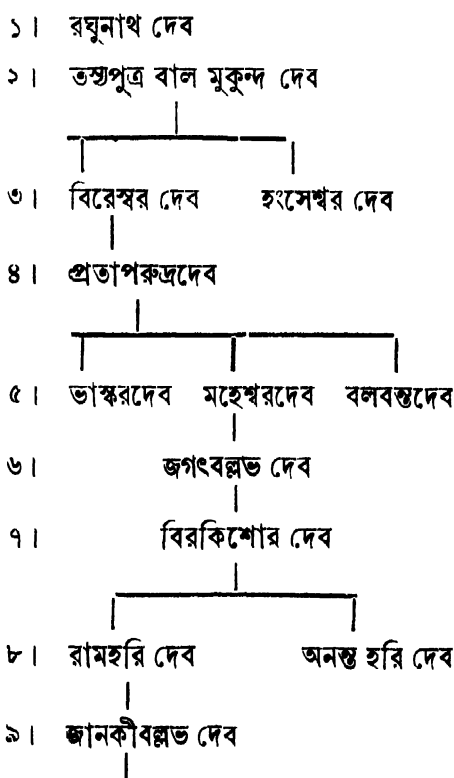 ১। রঘুনাথ দেব
২। তস্যপুত্র বাল মুকুন্দ দেব
৩। বিরেস্বর দেব হংসেশ্বর দেব
৪। প্রতাপরুদ্রদেব
৫। ভাস্করদেব মহেশ্বরদেব বলবন্তদেব
৬। জগৎবল্লভ দেব
৭। বিরকিশোর দেব
৮। রামহরি দেব অনন্ত হরি দেব
৯। জানকীবল্লভ দেব